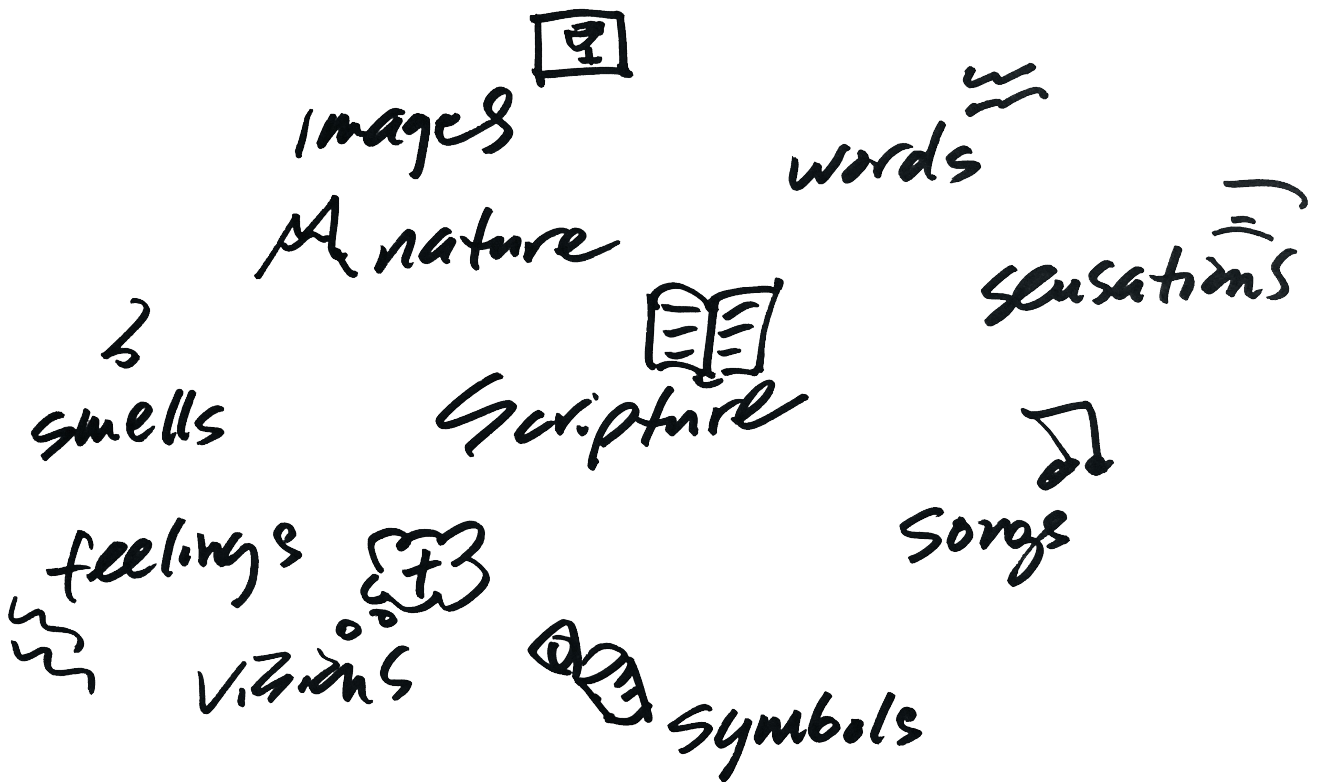 images
words
nature
sensations
smells
Scripture
songs
feelings
visions
symbols